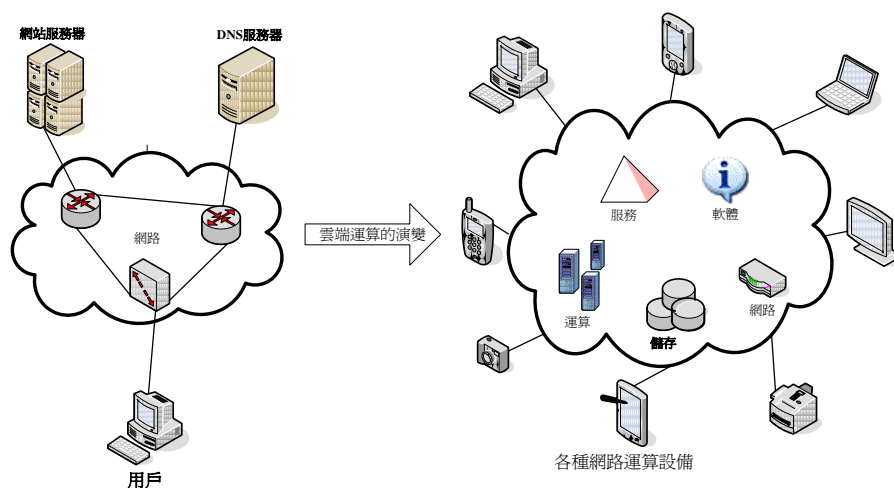 網站服務器
DNS服務器
網路
用戶
雲端運算的演變
服務
軟體
運算
儲存
網路
各種網路運算設備